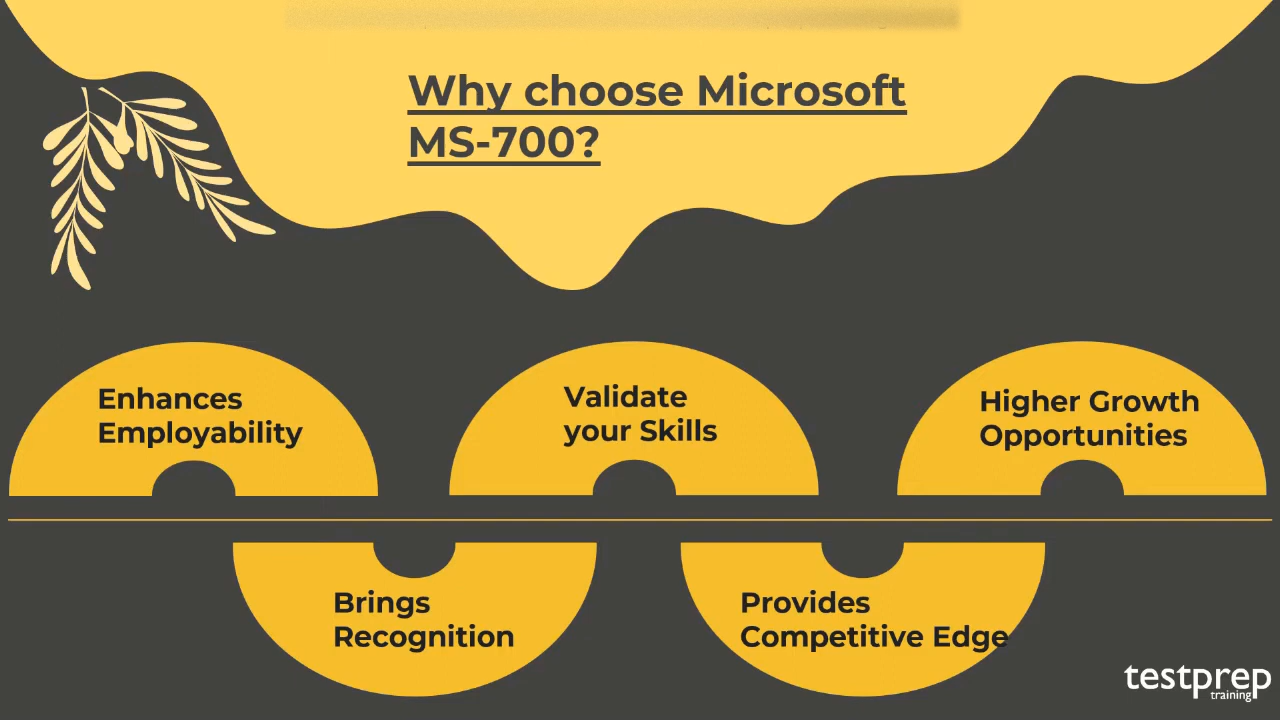 Why choose Microsoft
MS-700?
Enhances
Employability
Validate
your Skills
Higher Growth
Opportunities
Brings
Recognition
Provides
Competitive Edge
testprep
training